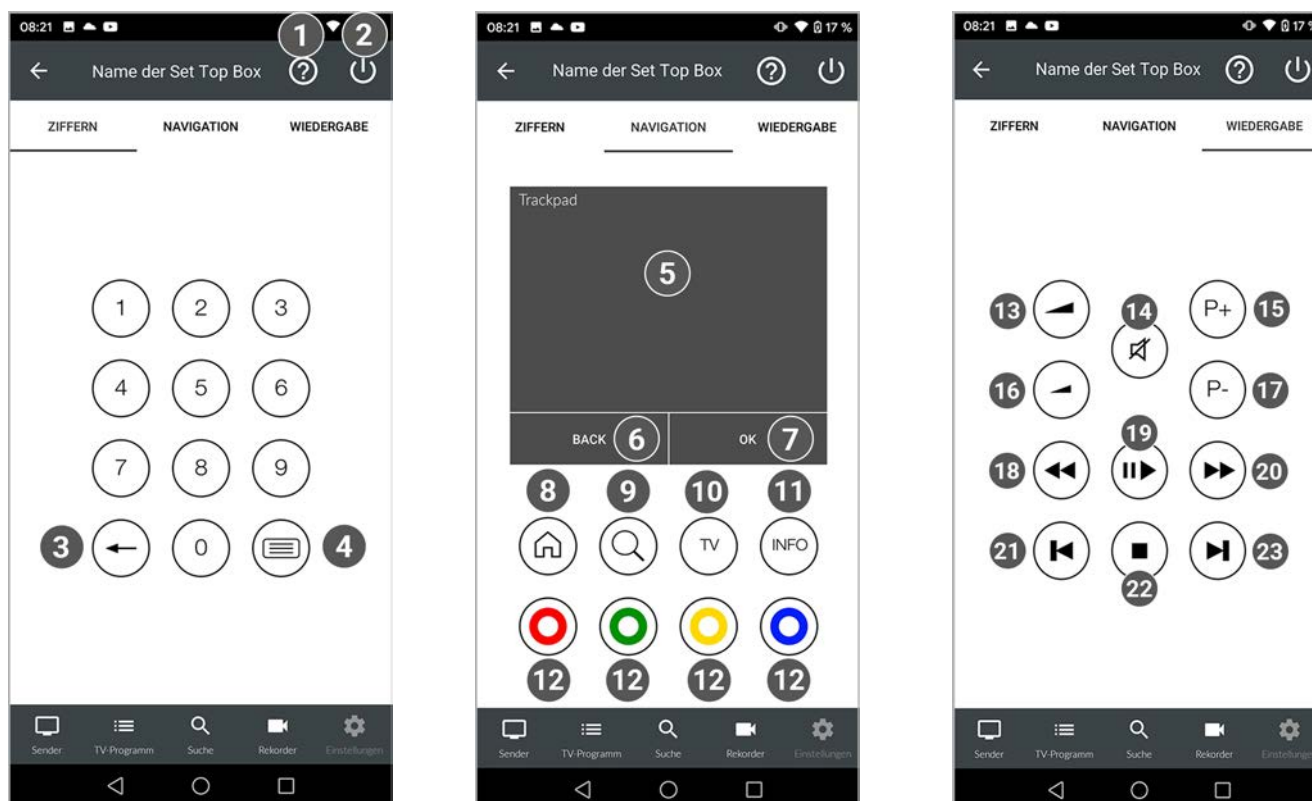 08:21
1 2
Name der Set Top Box
ZIFFERN NAVIGATION WIEDERGABE
1 2 3
4 5 6
7 8 9
3 0 4
Sender TV-Programm Suche Rekorder Einstellungen
08:21 17 %
Name der Set Top Box
ZIFFERN NAVIGATION WIEDERGABE
Trackpad
5
BACK 6 OK 7
8 9 10 11
TV INFO
12 12 12 12
Sender TV-Programm Suche Rekorder Einstellungen
08:21 17 %
Name der Set Top Box
ZIFFERN NAVIGATION WIEDERGABE
13 14 P+ 15
16 P- 17
19
18 20
21 23
22
Sender TV-Programm Suche Rekorder Einstellungen